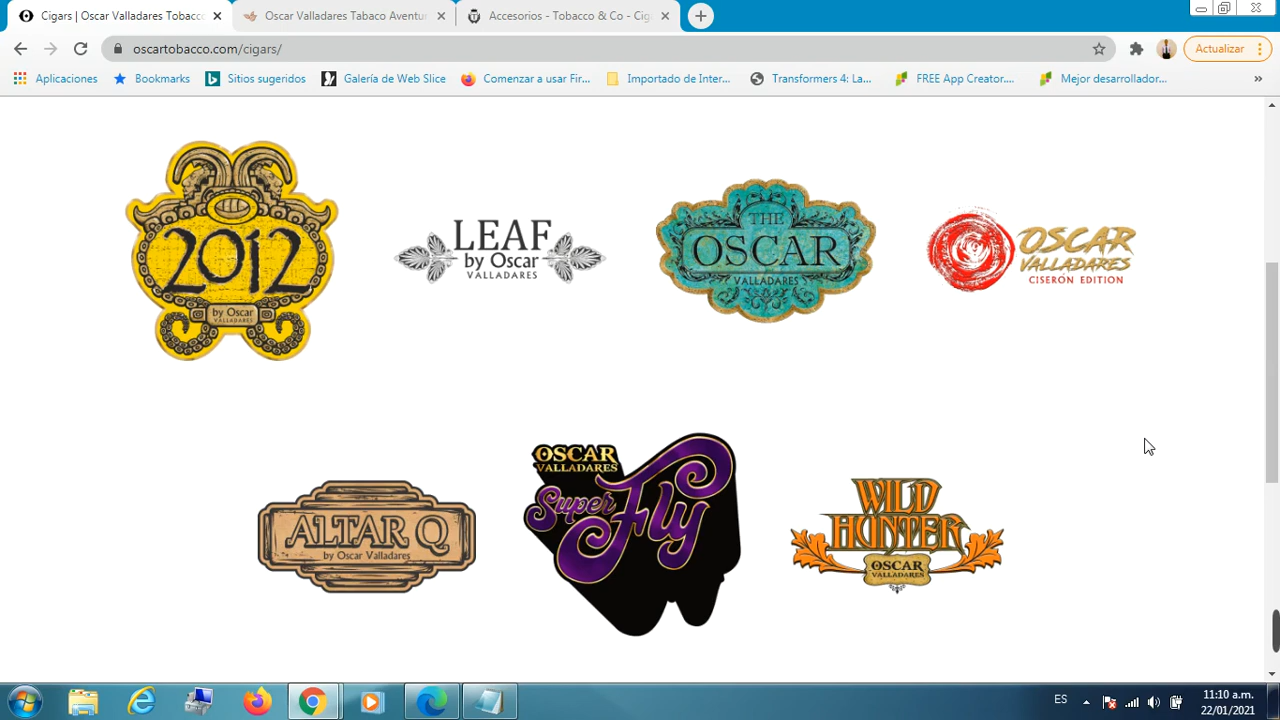 Cigars | Oscar Valladares Tobacc
Oscar Valladares Tabaco Aventur
Accesorios - Tobacco & Co - Cig
oscartobacco.com/cigars/
Actualizar
Aplicaciones
Bookmarks
Sitios sugeridos
Galería de Web Slice
Comenzar a usar Fir...
Importado de Inter...
Transformers 4: La...
FREE App Creator....
Mejor desarrollador...
»
2012
by Oscar
VALLADARES
LEAF
by Oscar
VALLADARES
THE
OSCAR
VALLADARES
OSCAR
VALLADARES
CISERÓN EDITION
ALTAR Q
by Oscar Valladares
OSCAR
VALLADARES
Super
Fly
WILD
HUNTER
OSCAR
VALLADARES
ES
11:10 a.m.
22/01/2021